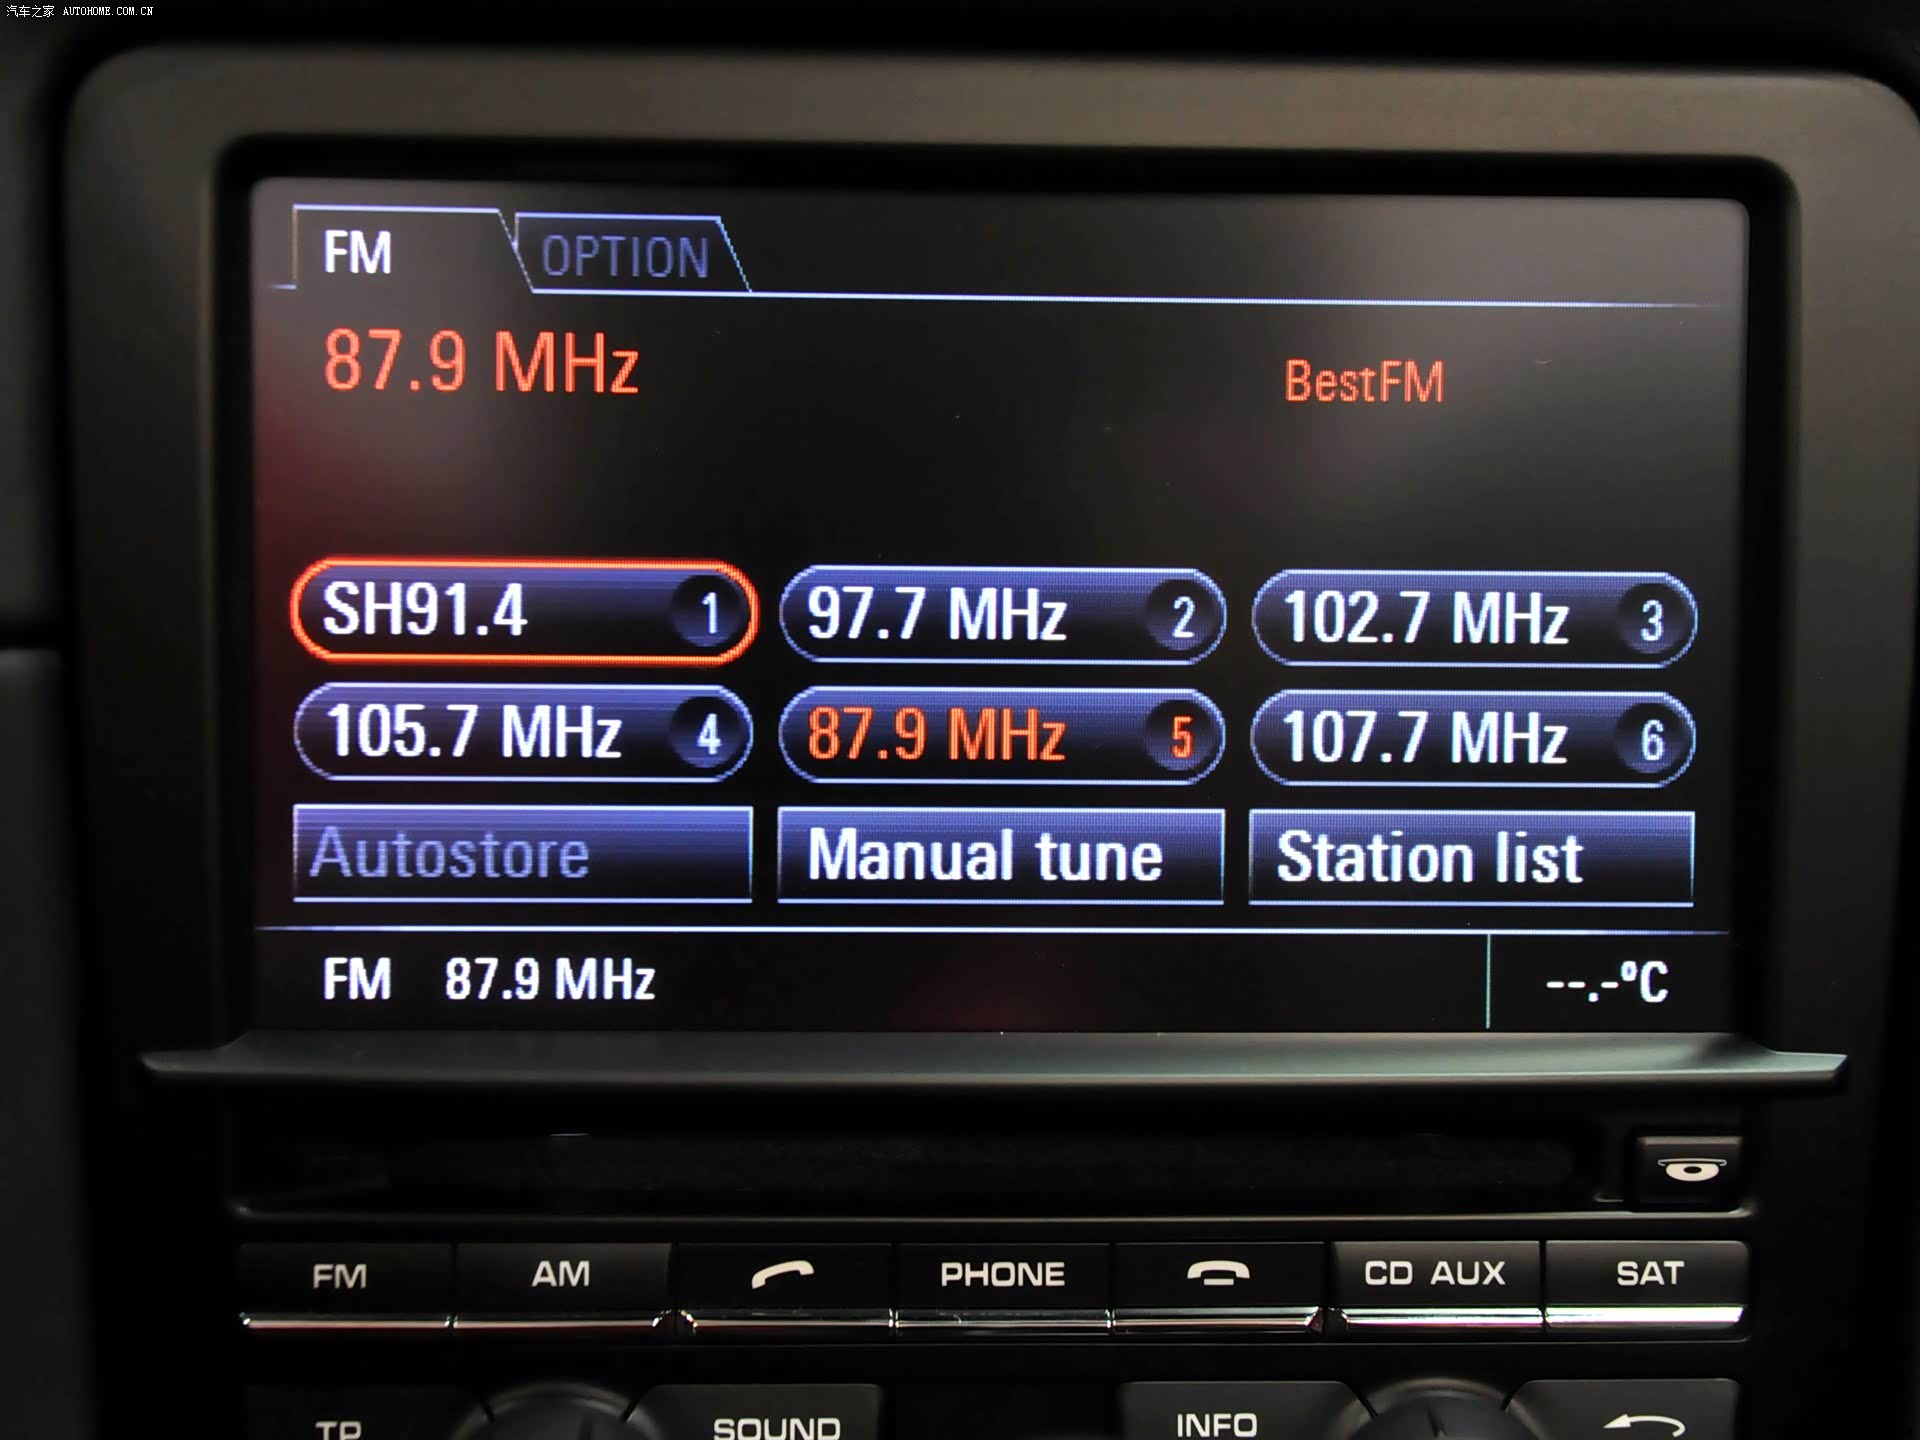 汽车之家 AUTOHOME.COM.CN
FM OPTION
87.9 MHz BestFM
SH91.4 1 97.7 MHz 2 102.7 MHz 3
105.7 MHz 4 87.9 MHz 5 107.7 MHz 6
Autostore Manual tune Station list
FM 87.9 MHz --.-°C
FM AM PHONE CD AUX SAT
TP SOUND INFO